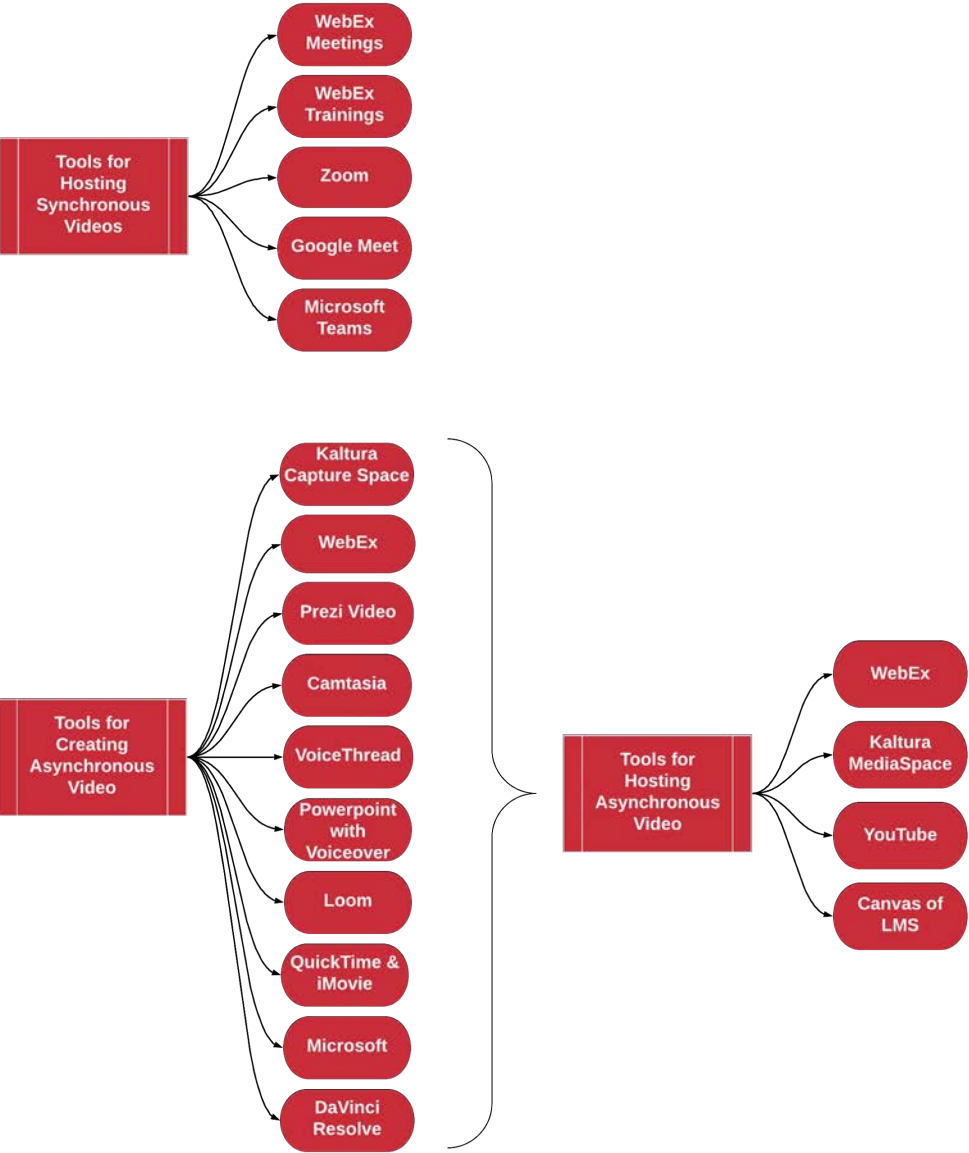 Tools for
Hosting
Synchronous
Videos
WebEx
Meetings
WebEx
Trainings
Zoom
Google Meet
Microsoft
Teams
Tools for
Creating
Asynchronous
Video
Kaltura
Capture Space
WebEx
Prezi Video
Camtasia
VoiceThread
Powerpoint
with
Voiceover
Loom
QuickTime &
iMovie
Microsoft
DaVinci
Resolve
Tools for
Hosting
Asynchronous
Video
WebEx
Kaltura
MediaSpace
YouTube
Canvas of
LMS